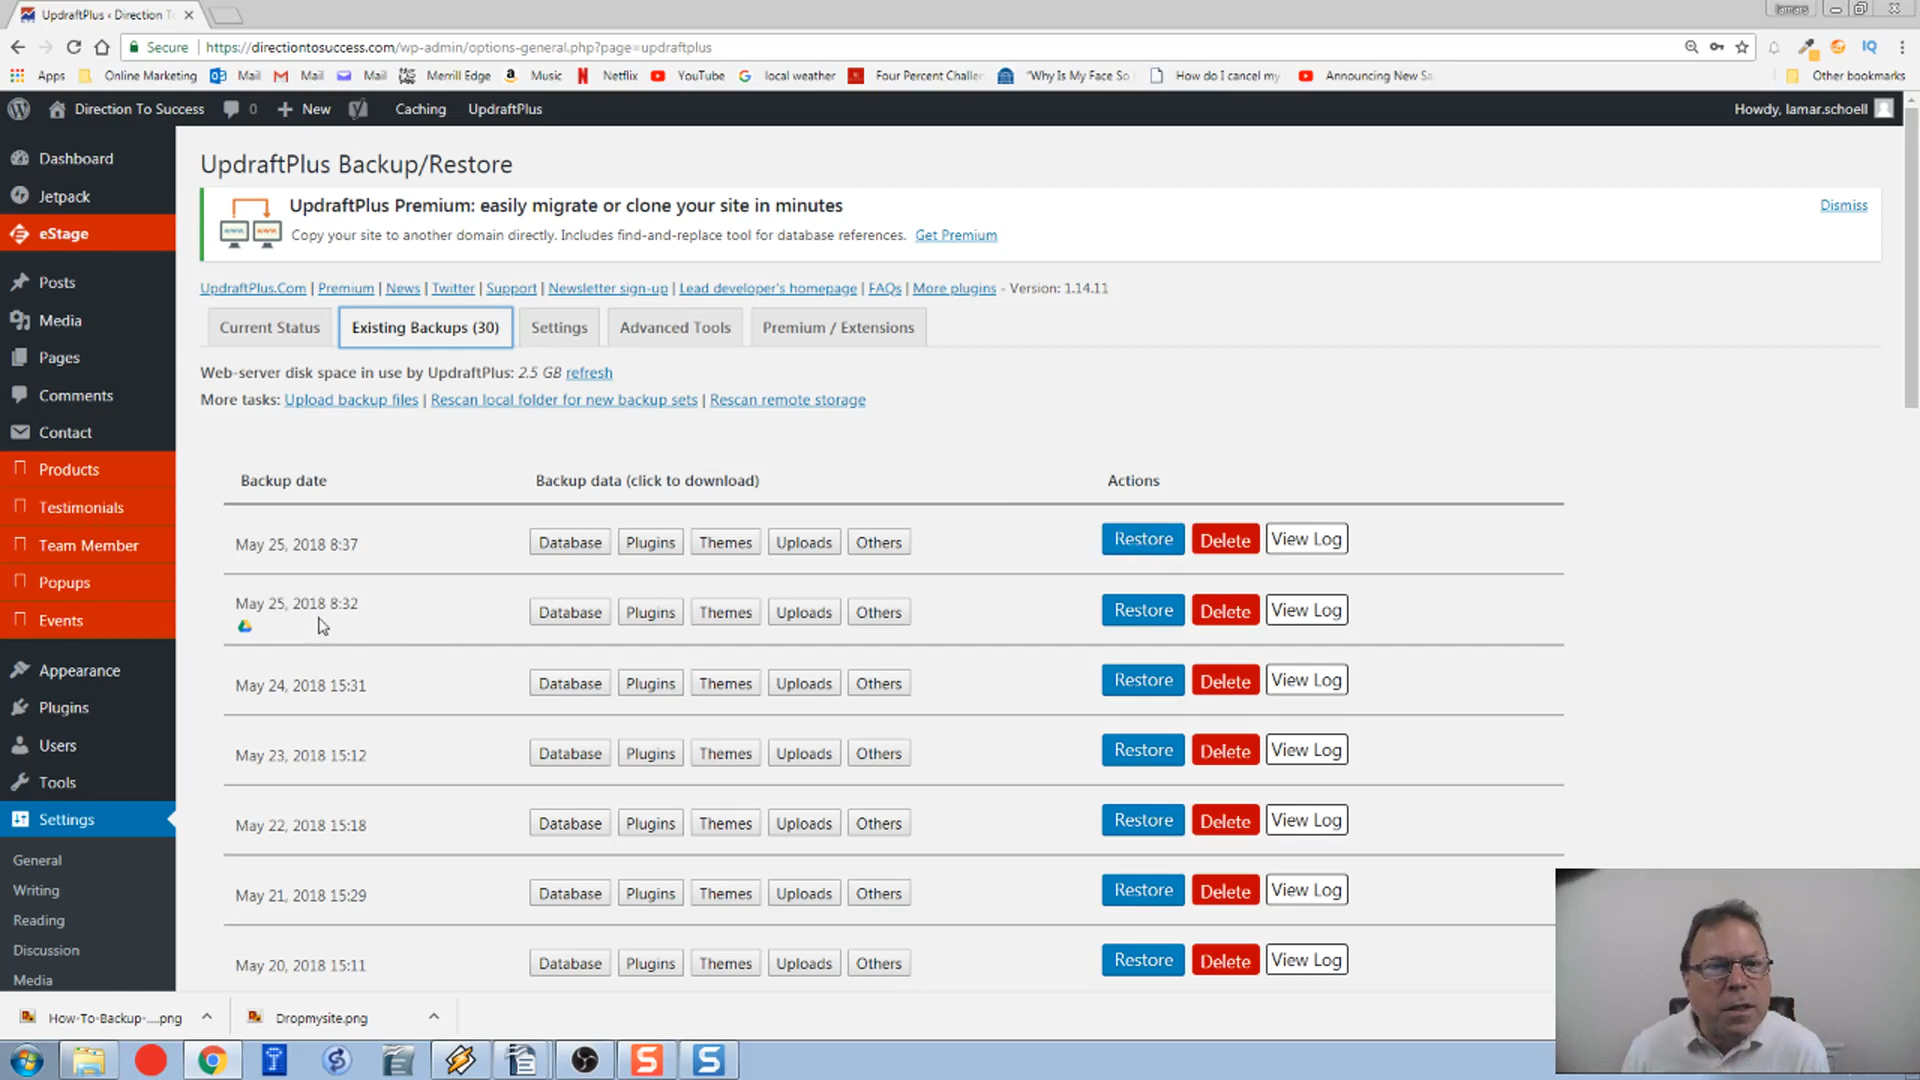 UpdraftPlus ‹ Direction To
lamars
Secure | https://directiontosuccess.com/wp-admin/options-general.php?page=updraftplus
Apps Online Marketing Mail Mail Mail Merrill Edge Music Netflix YouTube local weather Four Percent Challen "Why Is My Face So How do I cancel my Announcing New Sa Other bookmarks
Direction To Success 0 New Caching UpdraftPlus Howdy, lamar.schoell
Dashboard
Jetpack
eStage
Posts
Media
Pages
Comments
Contact
Products
Testimonials
Team Member
Popups
Events
Appearance
Plugins
Users
Tools
Settings
General
Writing
Reading
Discussion
Media
UpdraftPlus Backup/Restore
UpdraftPlus Premium: easily migrate or clone your site in minutes
Dismiss
Copy your site to another domain directly. Includes find-and-replace tool for database references. Get Premium
UpdraftPlus.Com | Premium | News | Twitter | Support | Newsletter sign-up | Lead developer's homepage | FAQs | More plugins - Version: 1.14.11
Current Status Existing Backups (30) Settings Advanced Tools Premium / Extensions
Web-server disk space in use by UpdraftPlus: 2.5 GB refresh
More tasks: Upload backup files | Rescan local folder for new backup sets | Rescan remote storage
Backup date Backup data (click to download) Actions
May 25, 2018 8:37 Database Plugins Themes Uploads Others Restore Delete View Log
May 25, 2018 8:32 Database Plugins Themes Uploads Others Restore Delete View Log
May 24, 2018 15:31 Database Plugins Themes Uploads Others Restore Delete View Log
May 23, 2018 15:12 Database Plugins Themes Uploads Others Restore Delete View Log
May 22, 2018 15:18 Database Plugins Themes Uploads Others Restore Delete View Log
May 21, 2018 15:29 Database Plugins Themes Uploads Others Restore Delete View Log
May 20, 2018 15:11 Database Plugins Themes Uploads Others Restore Delete View Log
How-To-Backup-....png Dropmysite.png